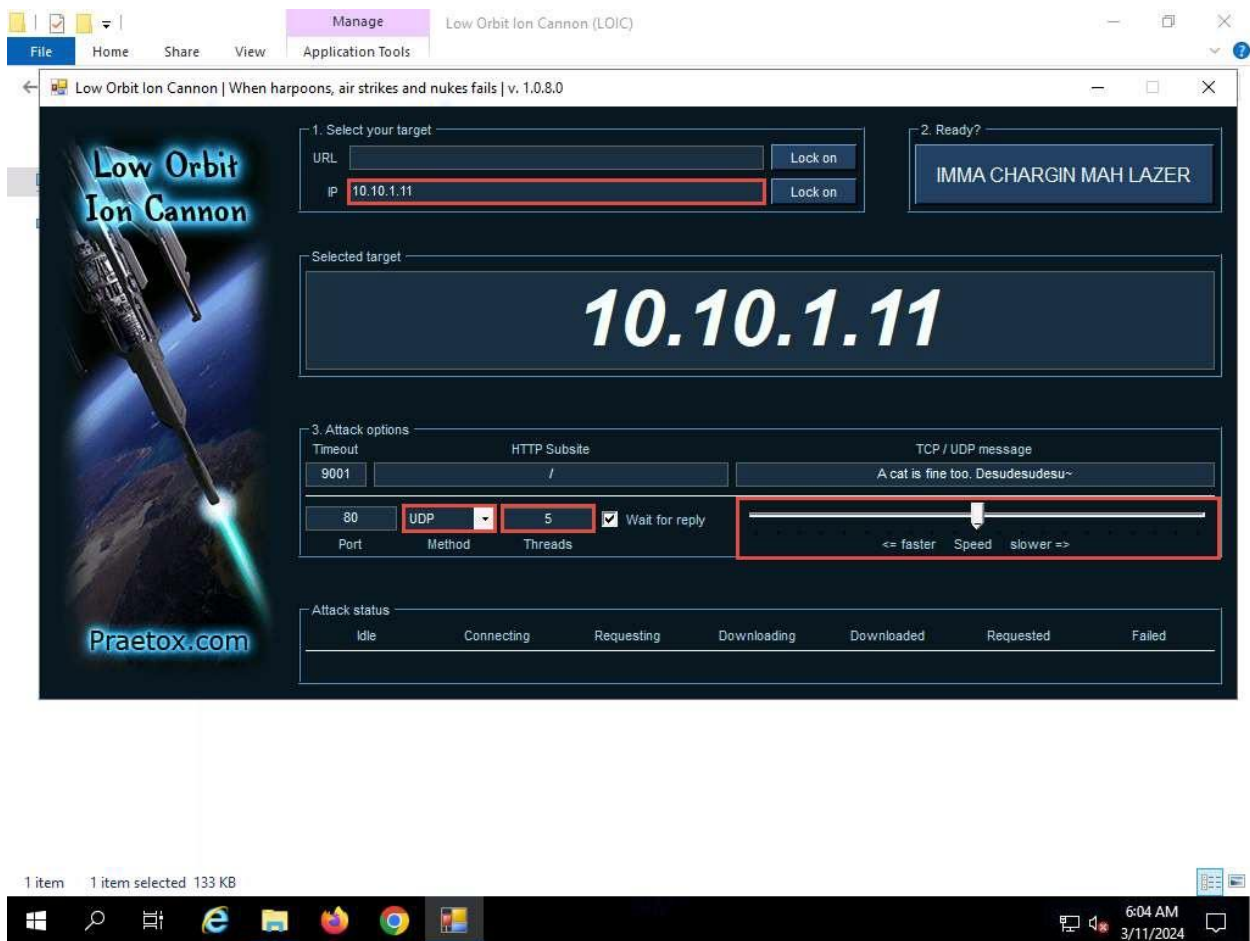 Manage
Low Orbit Ion Cannon (LOIC)
File Home Share View Application Tools
Low Orbit Ion Cannon | When harpoons, air strikes and nukes fails | v. 1.0.8.0
Low Orbit
Ion Cannon
Praetox.com
1. Select your target
URL Lock on
IP 10.10.1.11 Lock on
2. Ready?
IMMA CHARGIN MAH LAZER
Selected target
10.10.1.11
3. Attack options
Timeout HTTP Subsite TCP / UDP message
9001 / A cat is fine too. Desudesudesu~
80 UDP 5 Wait for reply
Port Method Threads <= faster Speed slower =>
Attack status
Idle Connecting Requesting Downloading Downloaded Requested Failed
1 item 1 item selected 133 KB
6:04 AM
3/11/2024